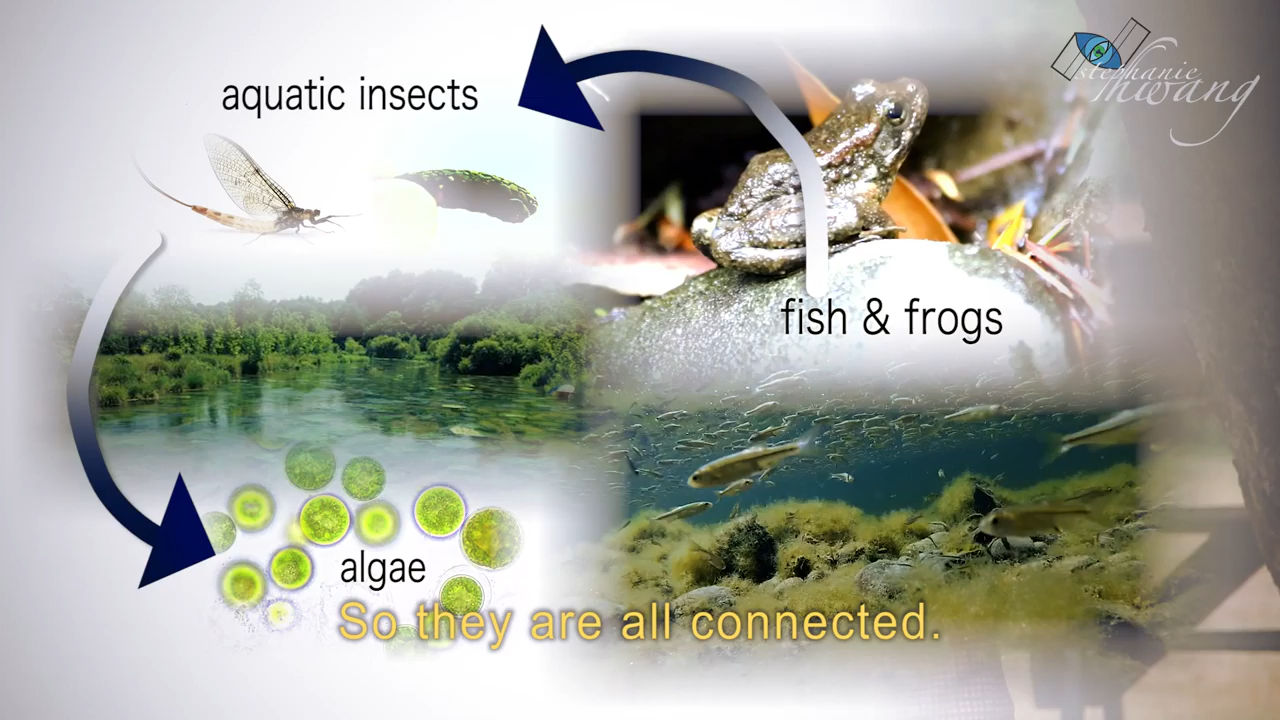 stephanie
hwang
aquatic insects
fish & frogs
algae
So they are all connected.